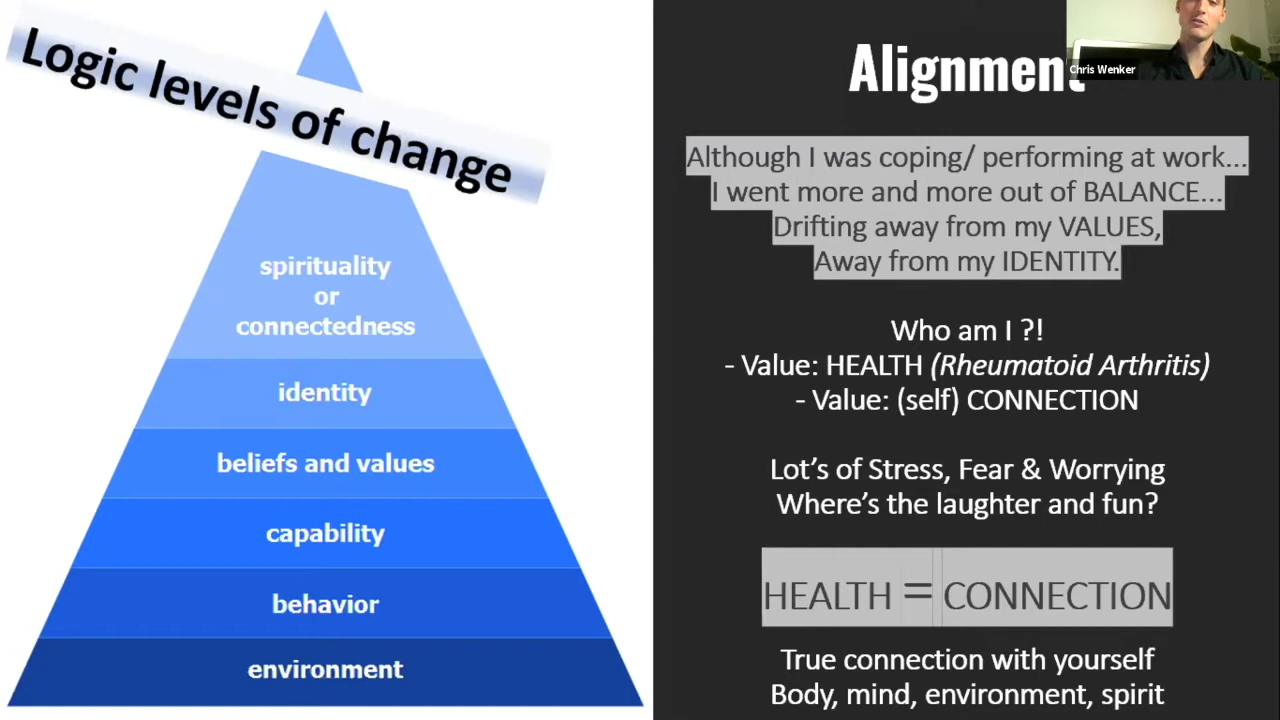 Logic levels of change
spirituality
or
connectedness
identity
beliefs and values
capability
behavior
environment
Alignment
Chris Wenker
Although I was coping/ performing at work...
I went more and more out of BALANCE...
Drifting away from my VALUES,
Away from my IDENTITY.
Who am I ?!
- Value: HEALTH (Rheumatoid Arthritis)
- Value: (self) CONNECTION
Lot's of Stress, Fear & Worrying
Where's the laughter and fun?
HEALTH = CONNECTION
True connection with yourself
Body, mind, environment, spirit